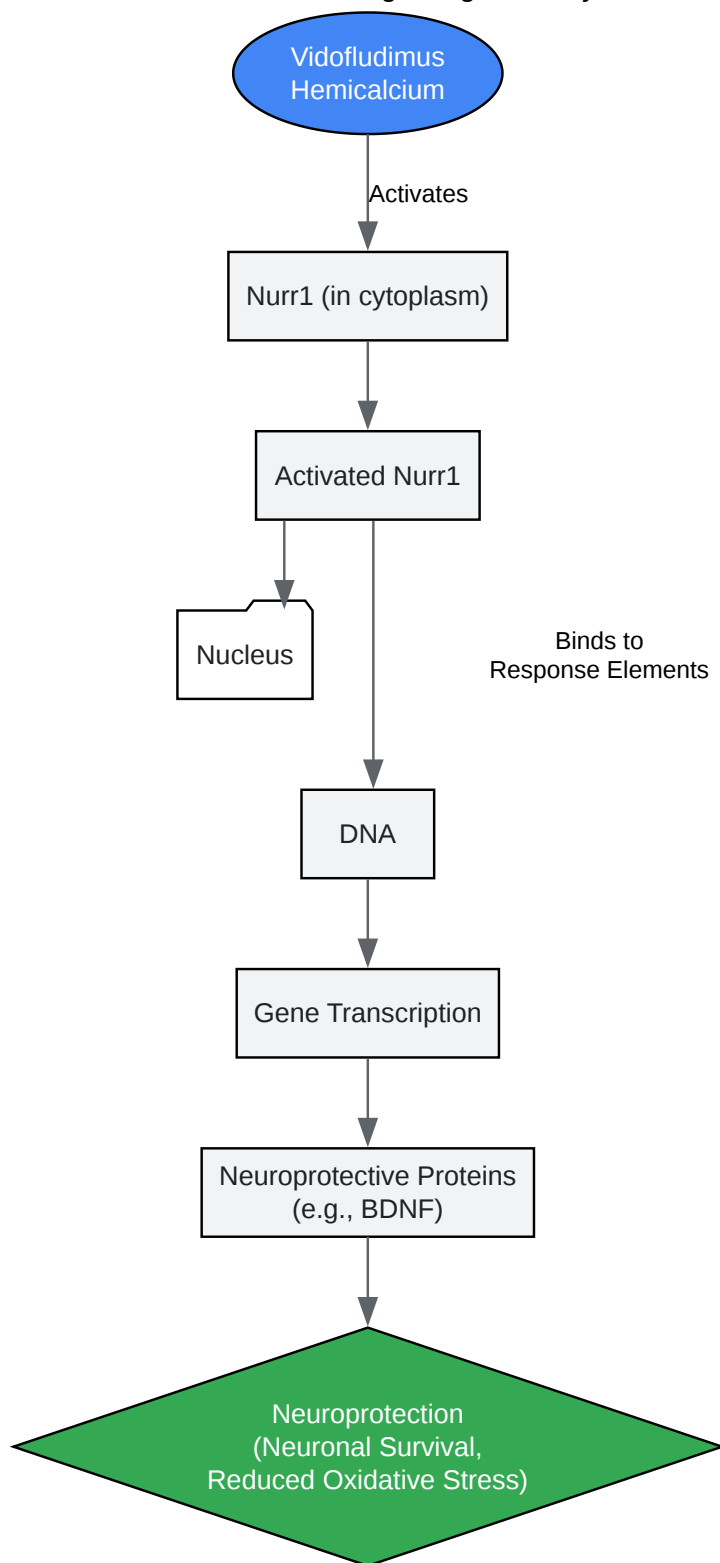 Vidofludimus
Hemicalcium
Activates
Nurr1 (in cytoplasm)
Activated Nurr1
Nucleus
Binds to
Response Elements
DNA
Gene Transcription
Neuroprotective Proteins
(e.g., BDNF)
Neuroprotection
(Neuronal Survival,
Reduced Oxidative Stress)